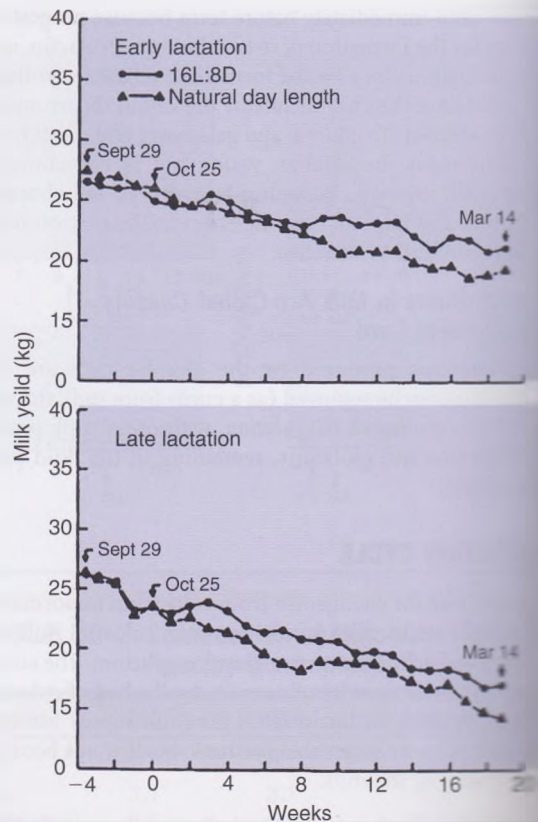 40
Early lactation
35
16L:8D
Natural day length
30
Sept 29
Oct 25
25
Mar 14
20
15
0
Milk yeild (kg)
40
Late lactation
35
30
Sept 29
25
Oct 25
20
Mar 14
15
0
−4 0 4 8 12 16 20
Weeks